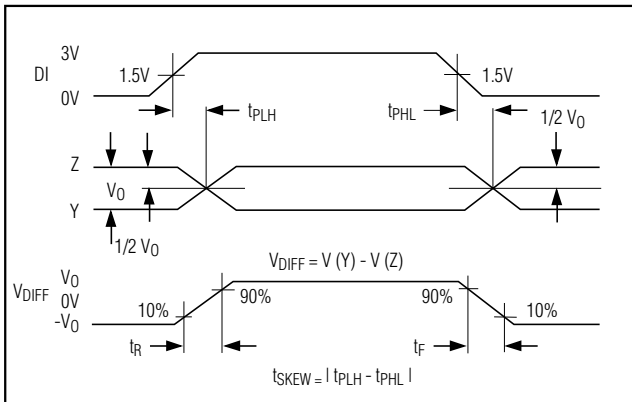 3V
DI
1.5V
1.5V
0V
tPLH
tPHL
1/2 VO
Z
VO
Y
1/2 VO
VDIFF = V (Y) - V (Z)
VO
VDIFF 0V
-VO
10%
90%
90%
10%
tR
tF
tSKEW = | tPLH - tPHL |